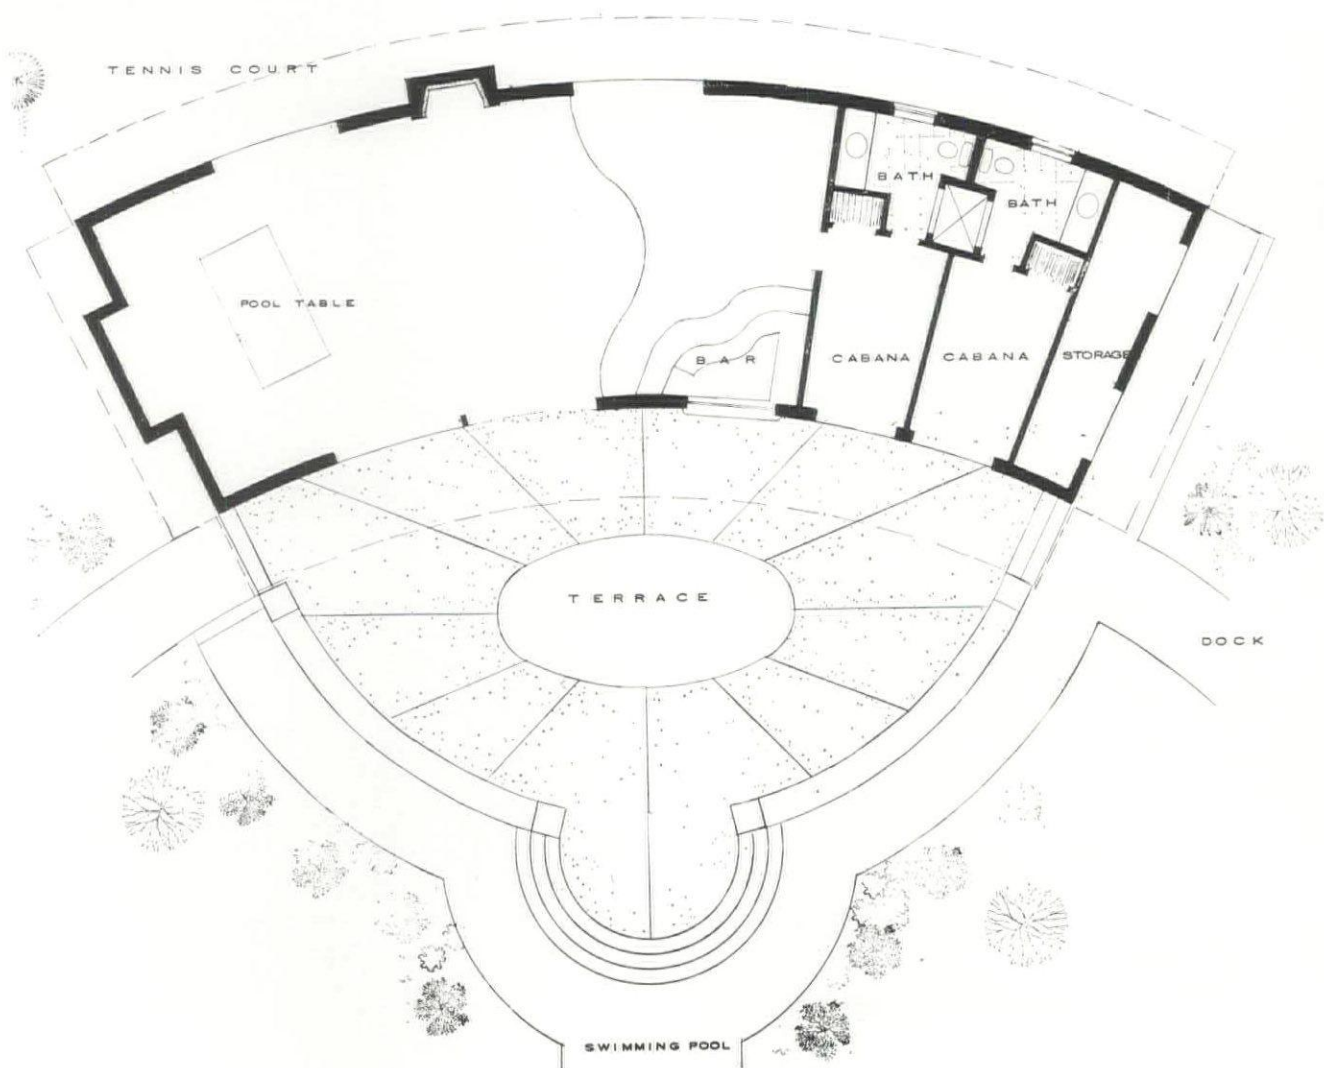 TENNIS COURT
BATH
BATH
POOL TABLE
BAR
CABANA
CABANA
STORAGE
TERRACE
DOCK
SWIMMING POOL